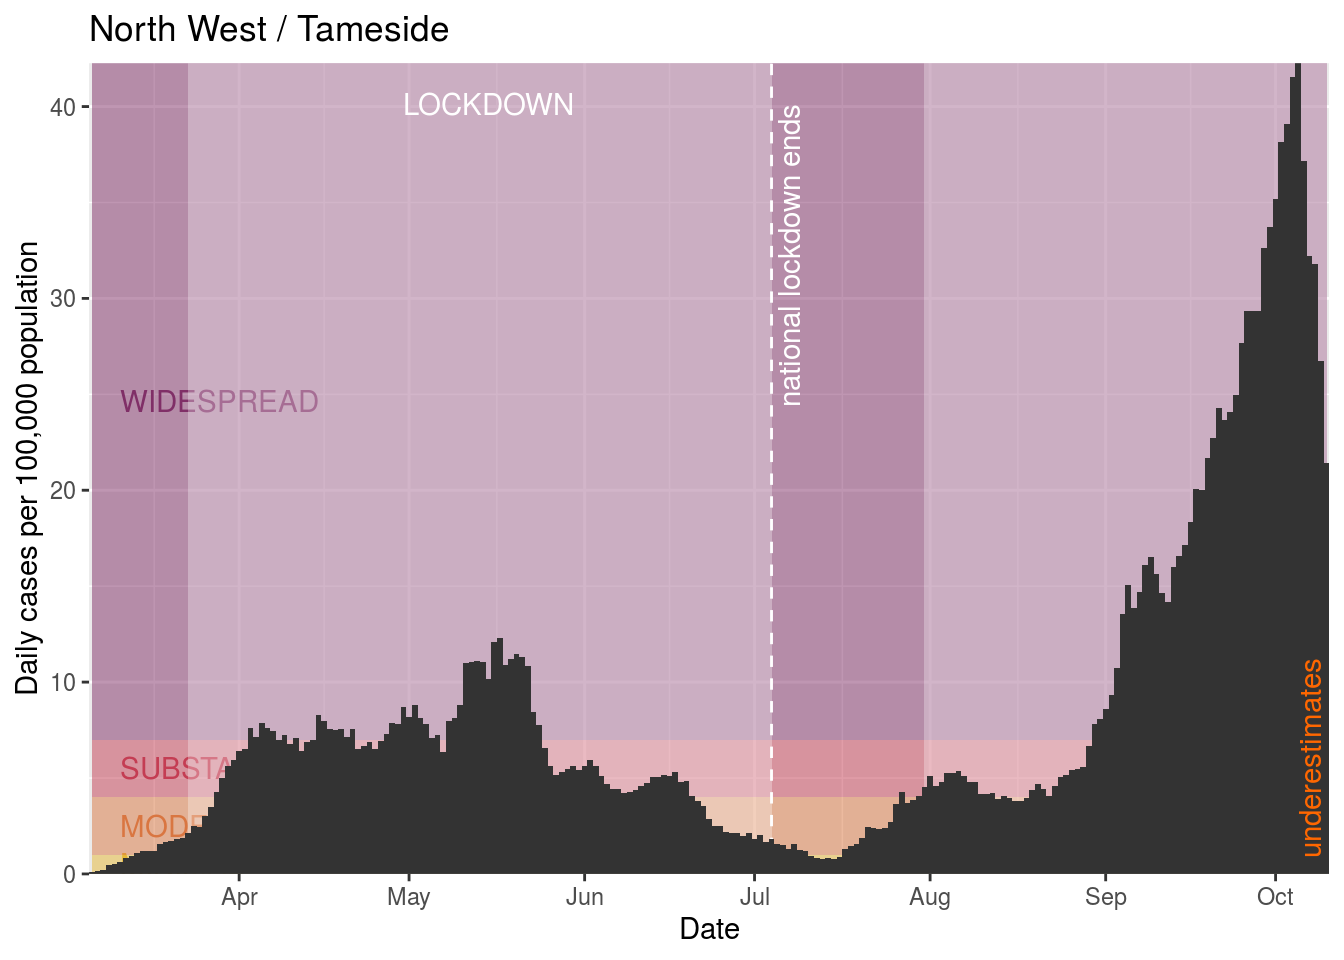 North West / Tameside
Daily cases per 100,000 population
40
30
20
10
0
LOCKDOWN
national lockdown ends
WIDESPREAD
SUBSTA
MODE
underestimates
Apr
May
Jun
Jul
Aug
Sep
Oct
Date